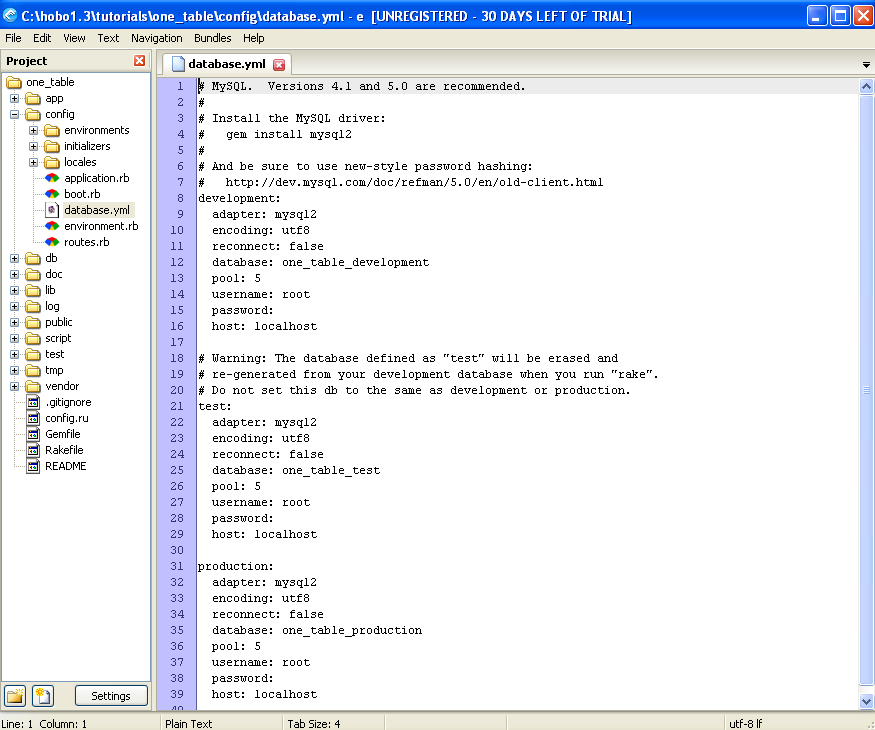 C:\hobo1.3\tutorials\one_table\config\database.yml - e [UNREGISTERED - 30 DAYS LEFT OF TRIAL]
File Edit View Text Navigation Bundles Help
Project
one_table
app
config
environments
initializers
locales
application.rb
boot.rb
database.yml
environment.rb
routes.rb
db
doc
lib
log
public
script
test
tmp
vendor
.gitignore
config.ru
Gemfile
Rakefile
README
Settings
database.yml
1 # MySQL.  Versions 4.1 and 5.0 are recommended.
2 #
3 # Install the MySQL driver:
4 #   gem install mysql2
5 #
6 # And be sure to use new-style password hashing:
7 #   http://dev.mysql.com/doc/refman/5.0/en/old-client.html
8 development:
9   adapter: mysql2
10   encoding: utf8
11   reconnect: false
12   database: one_table_development
13   pool: 5
14   username: root
15   password:
16   host: localhost
17
18 # Warning: The database defined as "test" will be erased and
19 # re-generated from your development database when you run "rake".
20 # Do not set this db to the same as development or production.
21 test:
22   adapter: mysql2
23   encoding: utf8
24   reconnect: false
25   database: one_table_test
26   pool: 5
27   username: root
28   password:
29   host: localhost
30
31 production:
32   adapter: mysql2
33   encoding: utf8
34   reconnect: false
35   database: one_table_production
36   pool: 5
37   username: root
38   password:
39   host: localhost
40
Line: 1 Column: 1 Plain Text Tab Size: 4 utf-8 lf